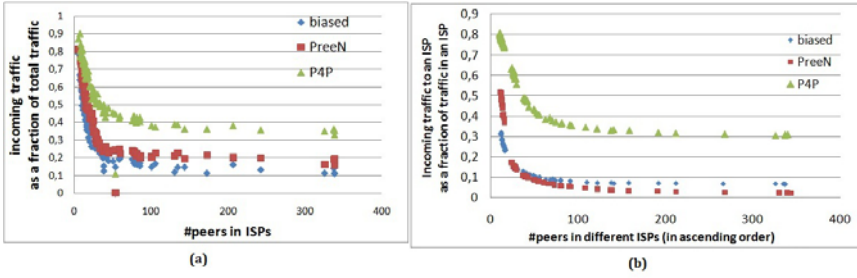 1
0,9
0,8
0,7
0,6
0,5
0,4
0,3
0,2
0,1
0
incoming traffic
as a fraction of total traffic
biased
PreeN
P4P
0 100 200 300 400
#peers in ISPs
(a)
0,9
0,8
0,7
0,6
0,5
0,4
0,3
0,2
0,1
0
Incoming traffic to an ISP
as a fraction of traffic in an ISP
biased
PreeN
P4P
0 100 200 300 400
#peers in different ISPs (in ascending order)
(b)